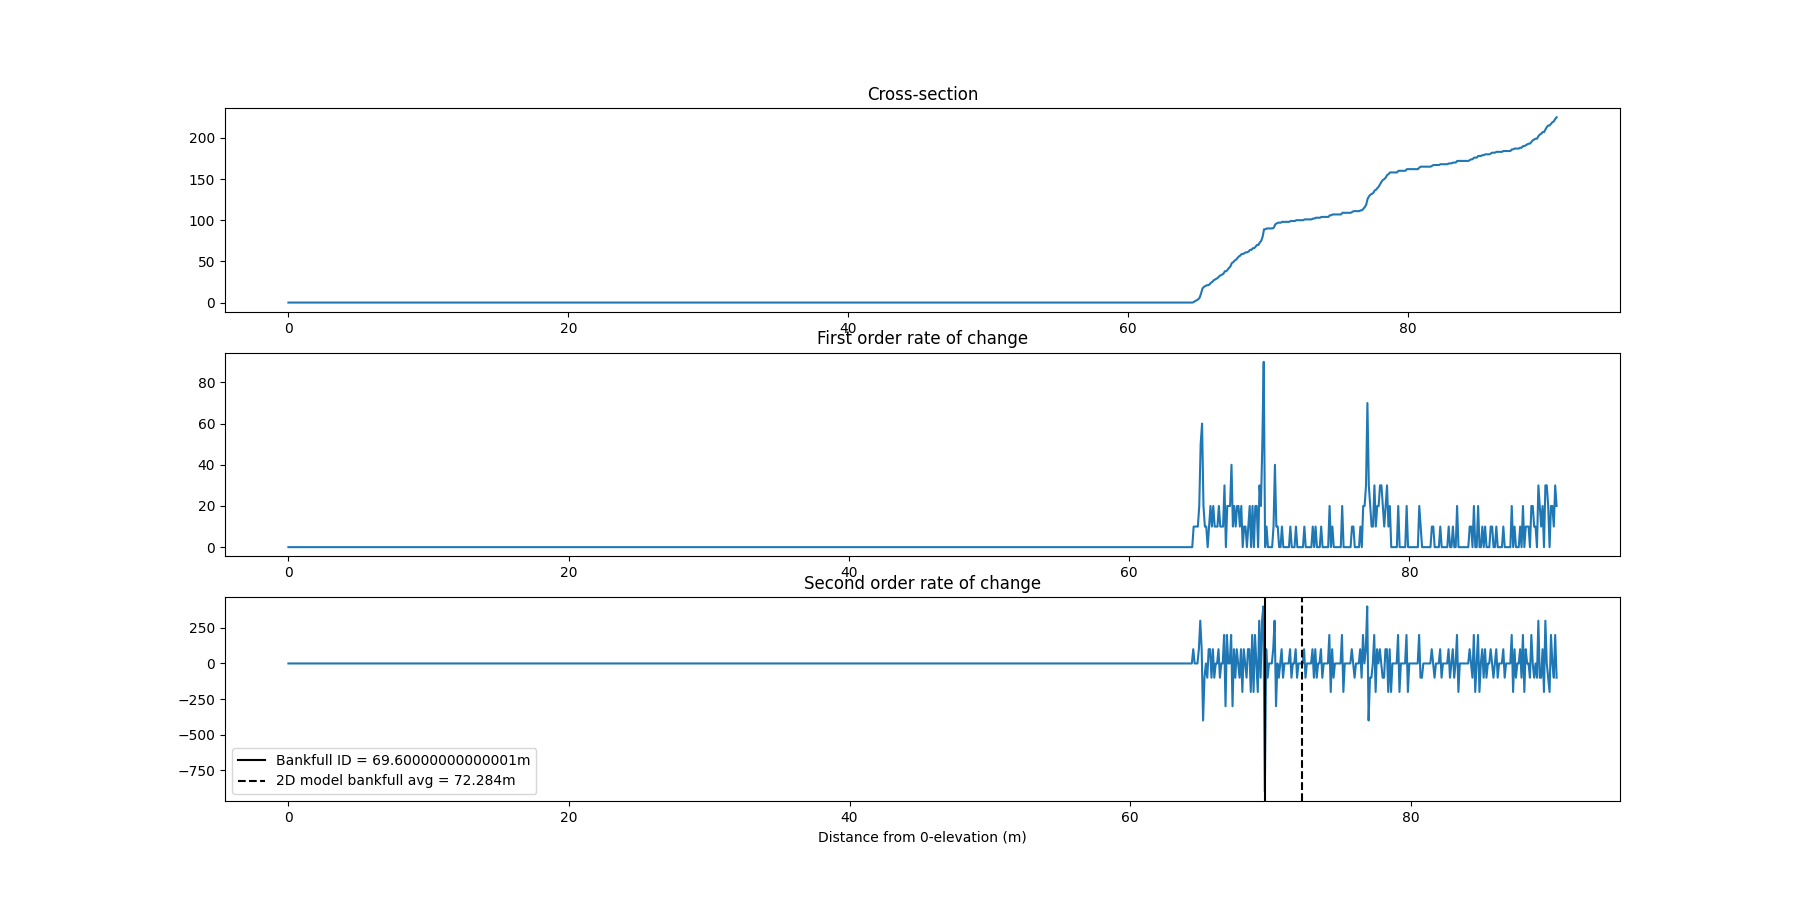 Cross-section
200
150
100
50
0
0 20 40 60 80
First order rate of change
80
60
40
20
0
0 20 40 60 80
Second order rate of change
250
0
−250
−500
−750
Bankfull ID = 69.60000000000001m
2D model bankfull avg = 72.284m
0 20 40 60 80
Distance from 0-elevation (m)